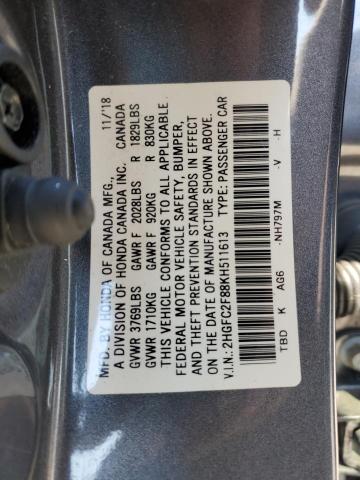 MFD. BY HONDA OF CANADA MFG., 11/18
A DIVISION OF HONDA CANADA INC. CANADA
GVWR 3769LBS GAWR F 2028LBS R 1829LBS
GVWR 1710KG GAWR F 920KG R 830KG
THIS VEHICLE CONFORMS TO ALL APPLICABLE
FEDERAL MOTOR VEHICLE SAFETY, BUMPER,
AND THEFT PREVENTION STANDARDS IN EFFECT
ON THE DATE OF MANUFACTURE SHOWN ABOVE.
V.I.N.: 2HGFC2F88KH511613 TYPE: PASSENGER CAR
TBD K AG6 -NH797M -V -H